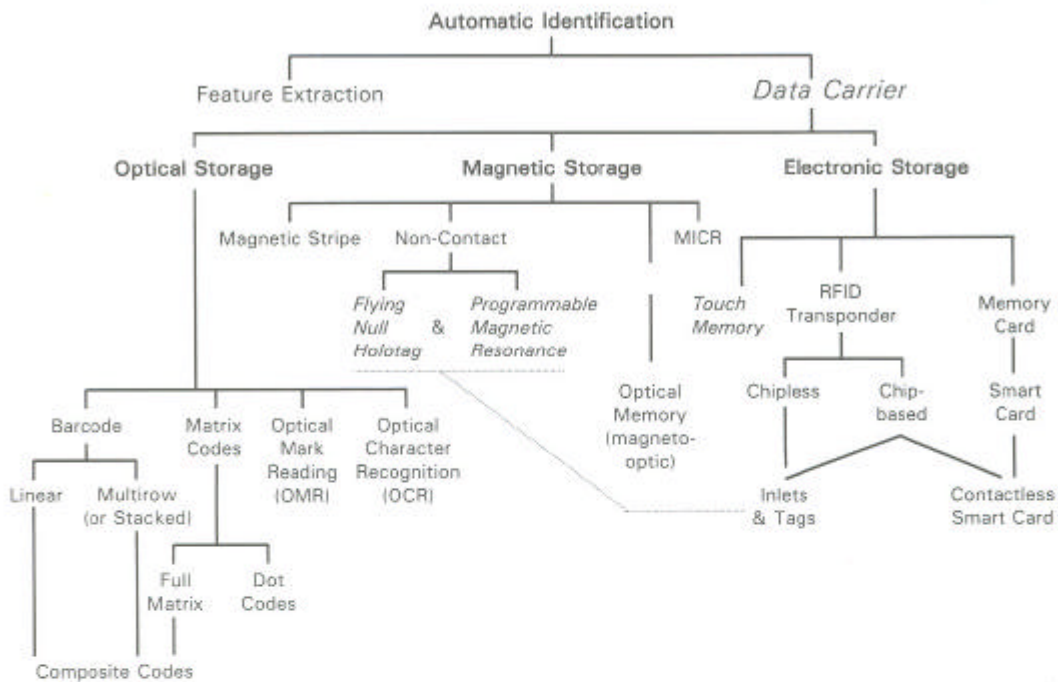 Automatic Identification
Feature Extraction
Data Carrier
Optical Storage
Magnetic Storage
Electronic Storage
Magnetic Stripe
Non-Contact
MICR
Flying
Null
Holotag
&
Programmable
Magnetic
Resonance
Touch
Memory
RFID
Transponder
Memory
Card
Optical
Memory
(magneto-
optic)
Chipless
Chip-
based
Smart
Card
Barcode
Matrix
Codes
Optical
Mark
Reading
(OMR)
Optical
Character
Recognition
(OCR)
Linear
Multirow
(or Stacked)
Inlets
& Tags
Contactless
Smart Card
Full
Matrix
Dot
Codes
Composite Codes